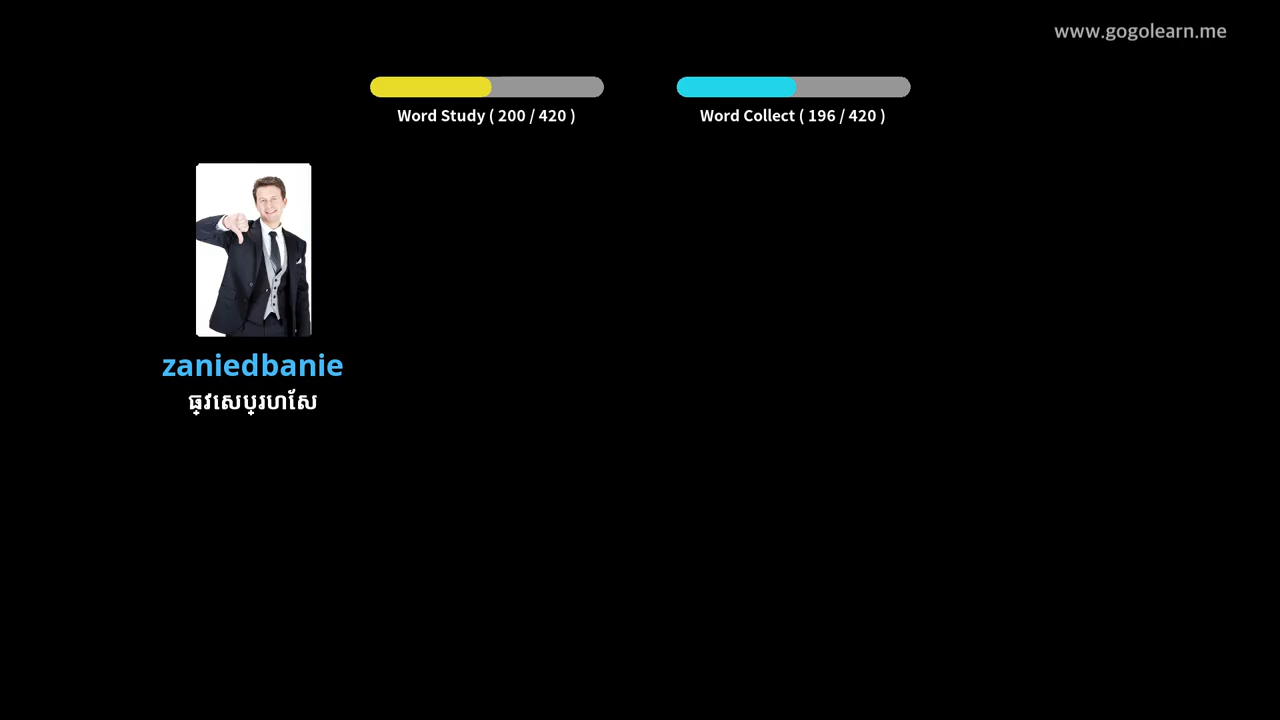 www.gogolearn.me
Word Study ( 200 / 420 )
Word Collect ( 196 / 420 )
zaniedbanie
ធ្វេសប្រហែស